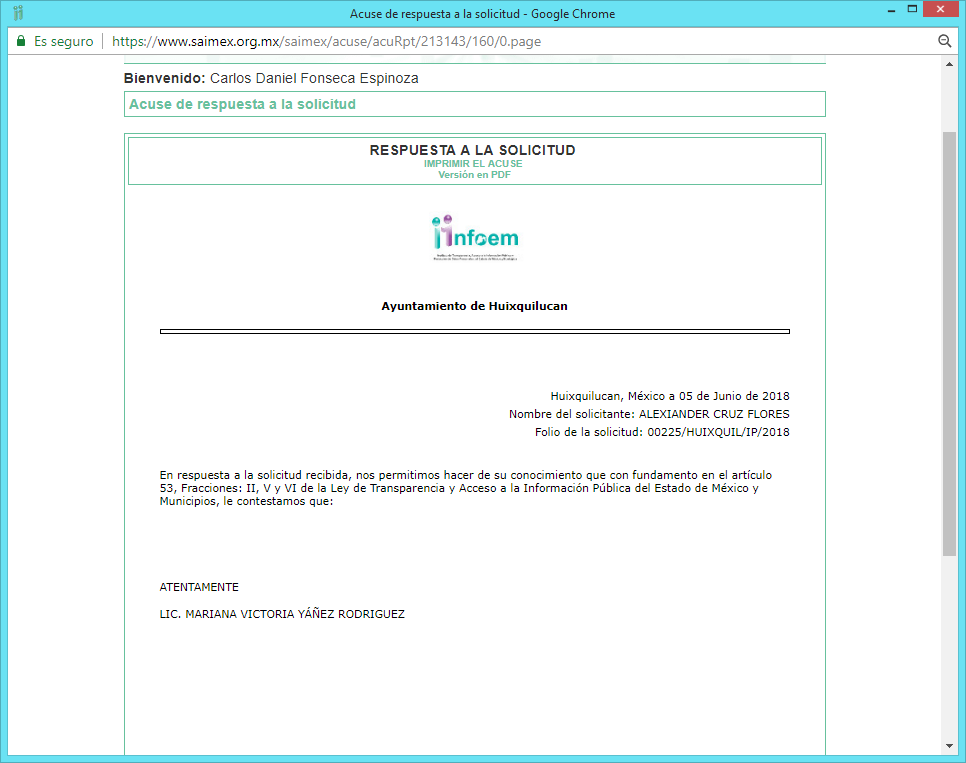 Acuse de respuesta a la solicitud - Google Chrome
Es seguro https://www.saimex.org.mx/saimex/acuse/acuRpt/213143/160/0.page
Bienvenido: Carlos Daniel Fonseca Espinoza
Acuse de respuesta a la solicitud
RESPUESTA A LA SOLICITUD
IMPRIMIR EL ACUSE
Versión en PDF
infoem
Ayuntamiento de Huixquilucan
Huixquilucan, México a 05 de Junio de 2018
Nombre del solicitante: ALEXIANDER CRUZ FLORES
Folio de la solicitud: 00225/HUIXQUIL/IP/2018
En respuesta a la solicitud recibida, nos permitimos hacer de su conocimiento que con fundamento en el artículo
53, Fracciones: II, V y VI de la Ley de Transparencia y Acceso a la Información Pública del Estado de México y
Municipios, le contestamos que:
ATENTAMENTE
LIC. MARIANA VICTORIA YÁÑEZ RODRIGUEZ